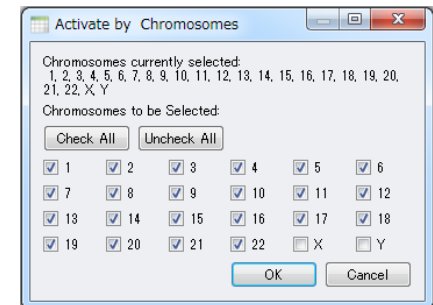 Activate by Chromosomes
Chromosomes currently selected:
1, 2, 3, 4, 5, 6, 7, 8, 9, 10, 11, 12, 13, 14, 15, 16, 17, 18, 19, 20,
21, 22, X, Y
Chromosomes to be Selected:
Check All Uncheck All
1 2 3 4 5 6
7 8 9 10 11 12
13 14 15 16 17 18
19 20 21 22 X Y
OK Cancel